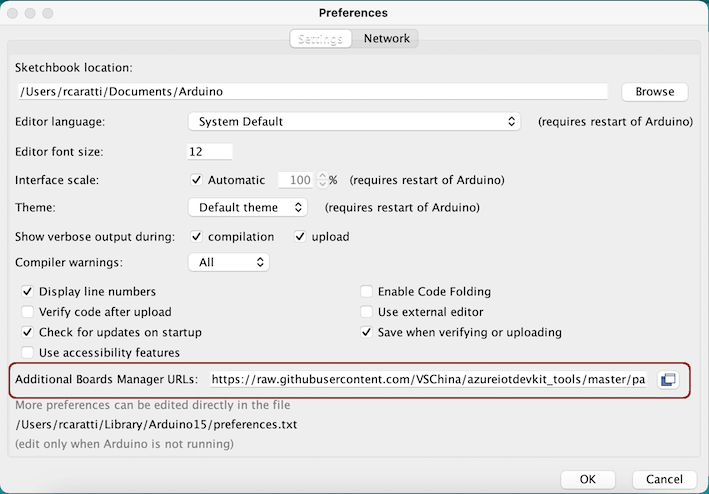 Preferences
Settings Network
Sketchbook location:
/Users/rcaratti/Documents/Arduino Browse
Editor language: System Default (requires restart of Arduino)
Editor font size: 12
Interface scale: Automatic 100 % (requires restart of Arduino)
Theme: Default theme (requires restart of Arduino)
Show verbose output during: compilation upload
Compiler warnings: All
Display line numbers Enable Code Folding
Verify code after upload Use external editor
Check for updates on startup Save when verifying or uploading
Use accessibility features
Additional Boards Manager URLs: https://raw.githubusercontent.com/VSChina/azureiotdevkit_tools/master/pa
More preferences can be edited directly in the file
/Users/rcaratti/Library/Arduino15/preferences.txt
(edit only when Arduino is not running)
OK Cancel